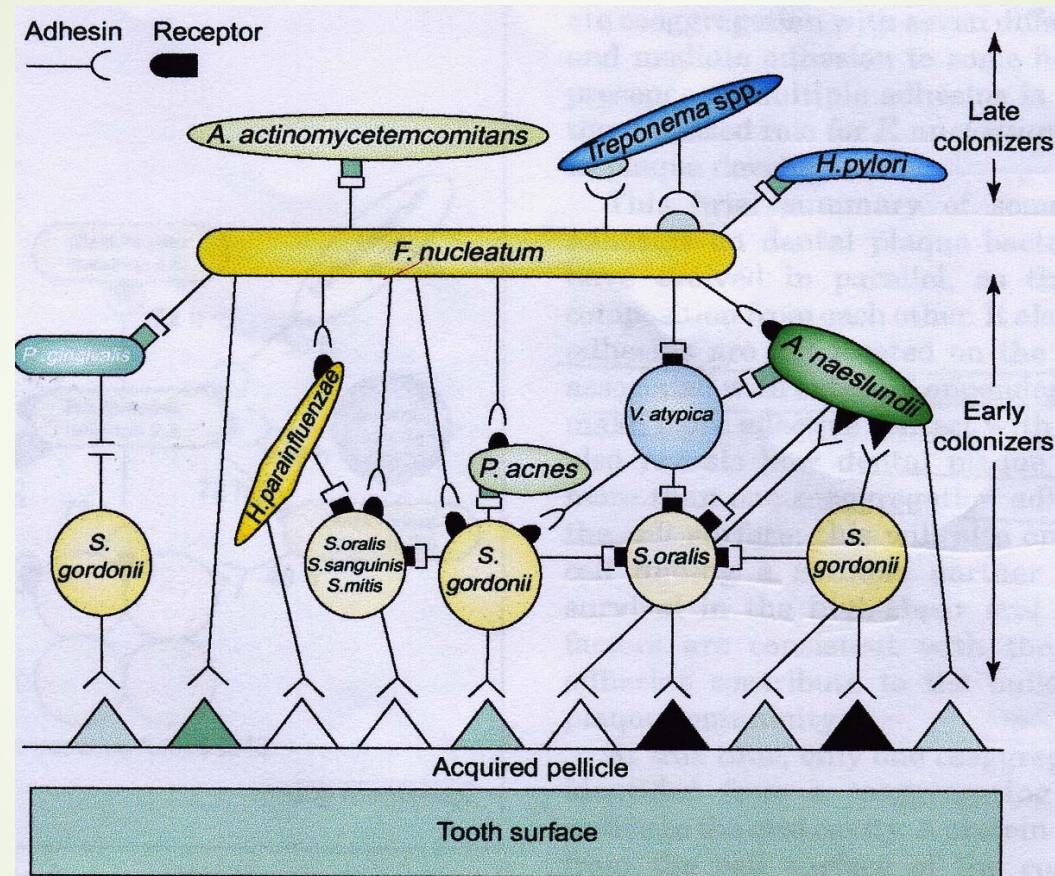 Adhesin
Receptor
A. actinomycetemcomitans
Treponema spp.
H.pylori
Late
colonizers
F. nucleatum
P. gingivalis
H.parainfluenzae
P. acnes
V. atypica
A. naeslundii
Early
colonizers
S.
gordonii
S.oralis
S.sanguinis
S.mitis
S.
gordonii
S.oralis
S.
gordonii
Acquired pellicle
Tooth surface